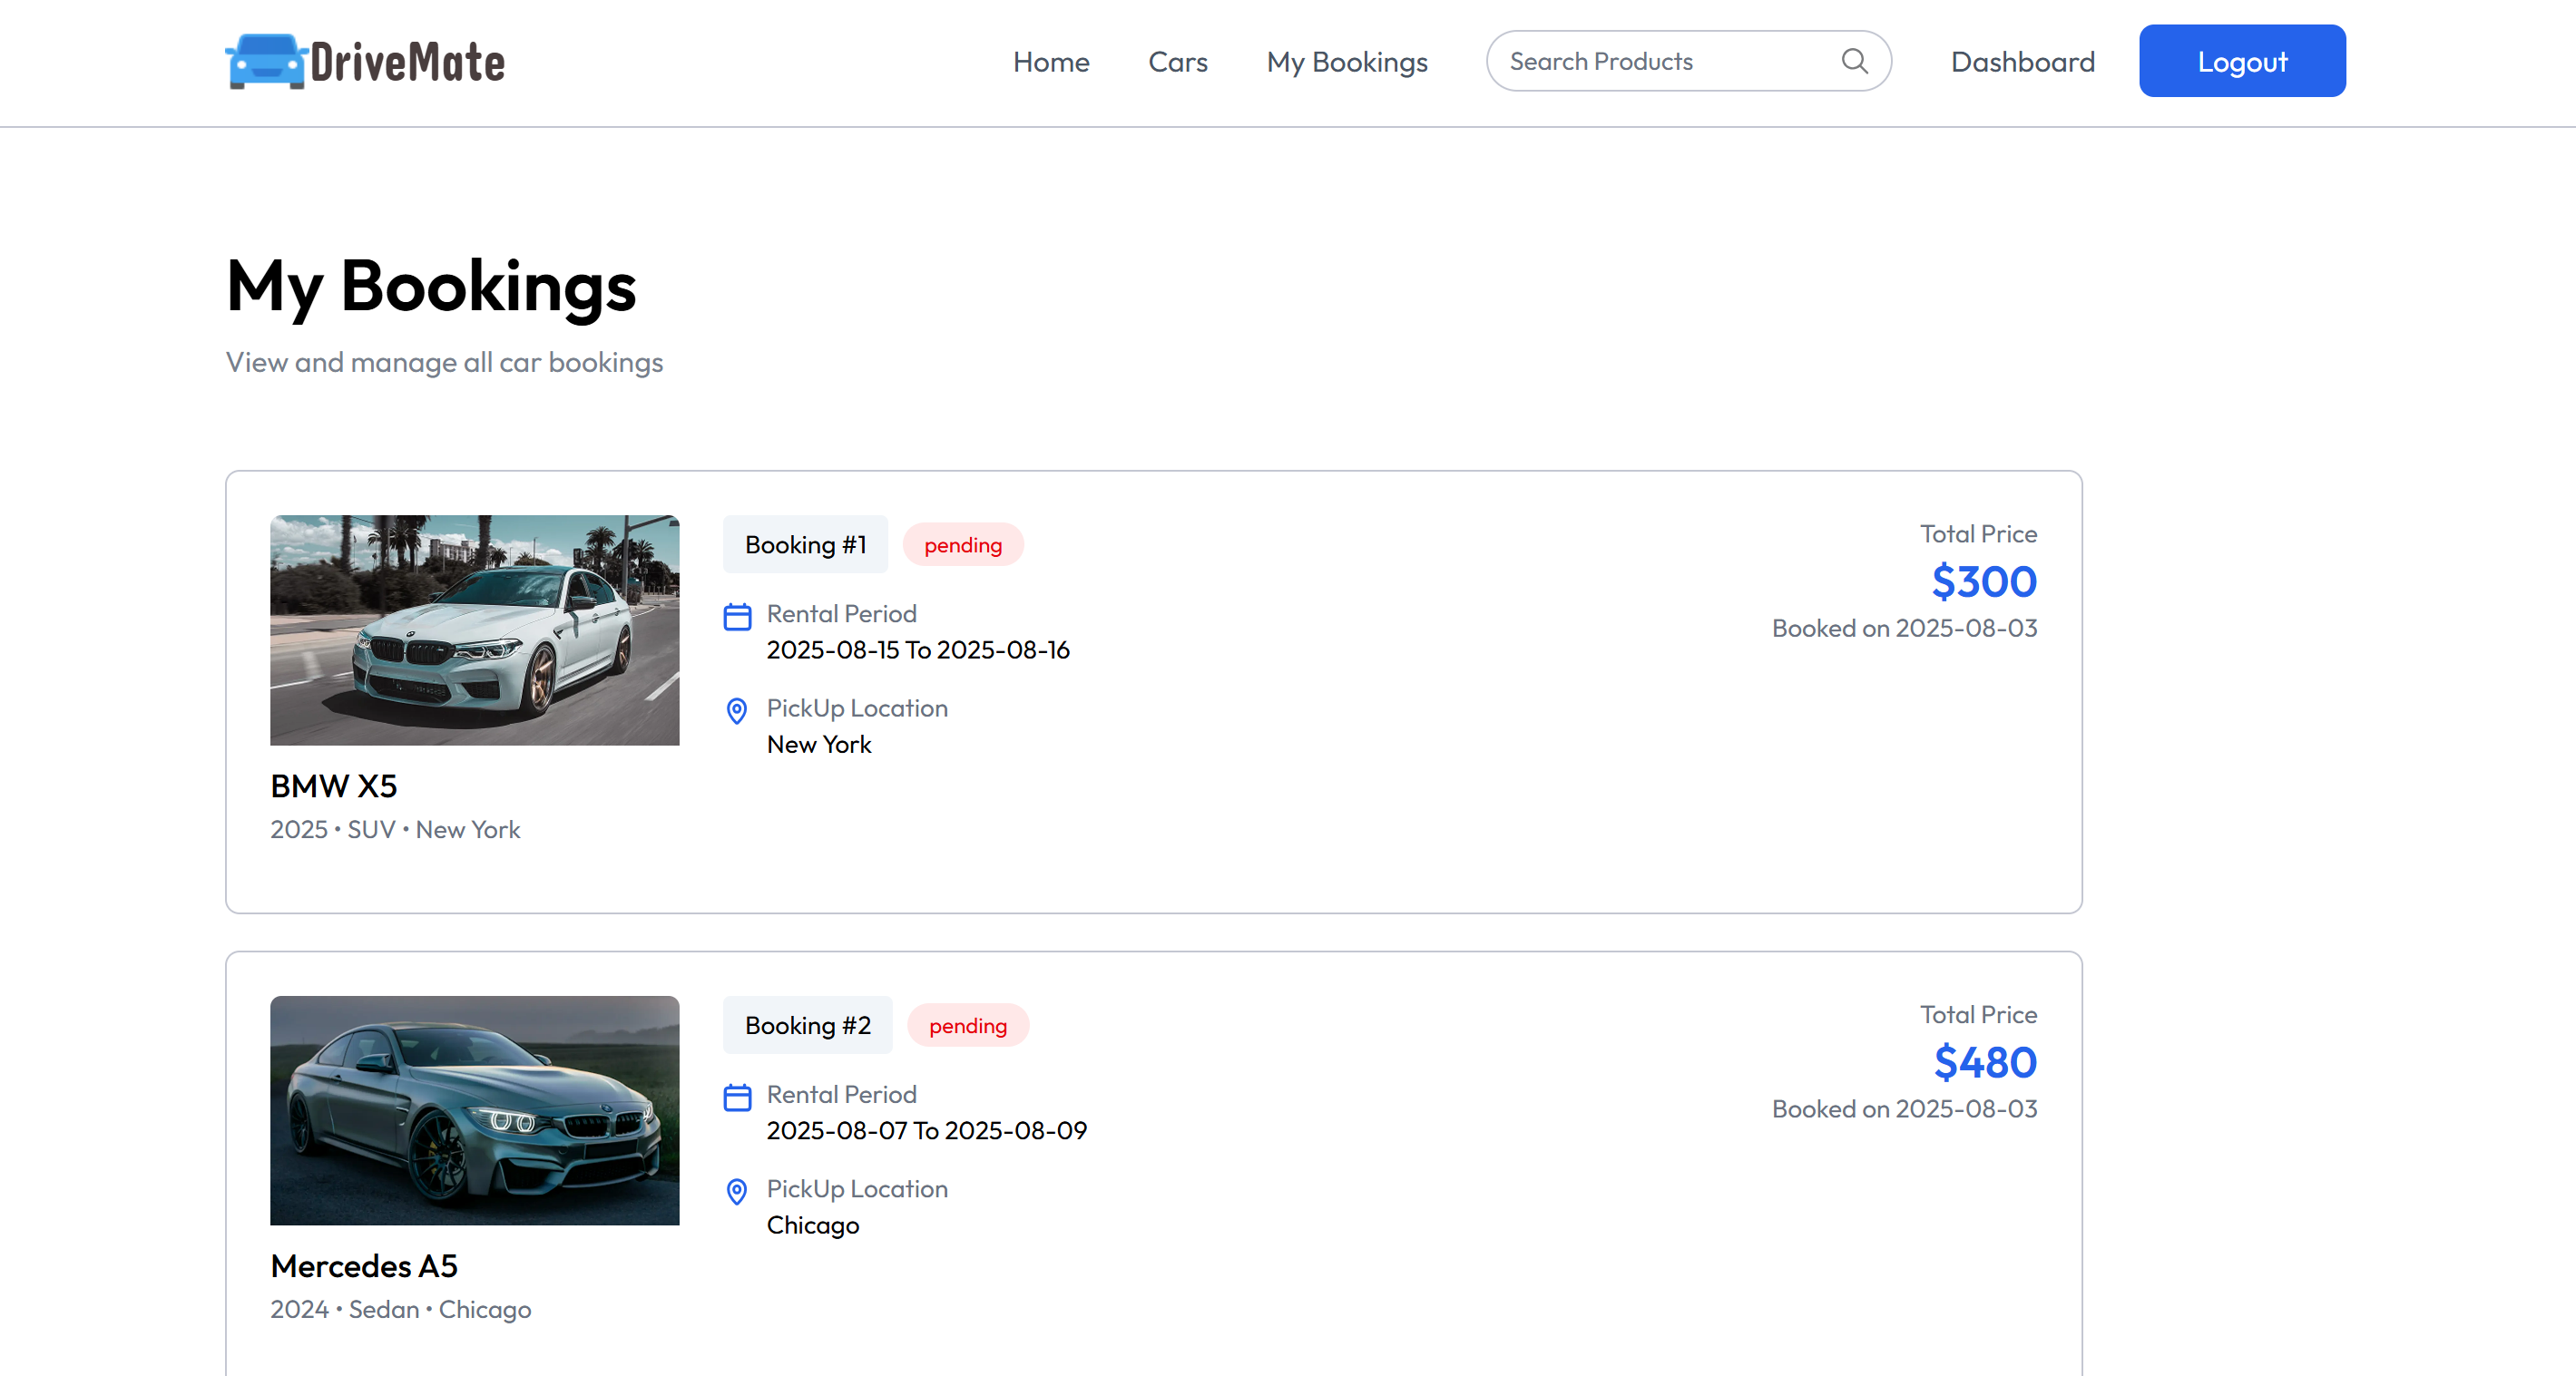 DriveMate
Home
Cars
My Bookings
Search Products
Dashboard
Logout
My Bookings
View and manage all car bookings
Booking #1
pending
Rental Period
2025-08-15 To 2025-08-16
PickUp Location
New York
Total Price
$300
Booked on 2025-08-03
BMW X5
2025 • SUV • New York
Booking #2
pending
Rental Period
2025-08-07 To 2025-08-09
PickUp Location
Chicago
Total Price
$480
Booked on 2025-08-03
Mercedes A5
2024 • Sedan • Chicago